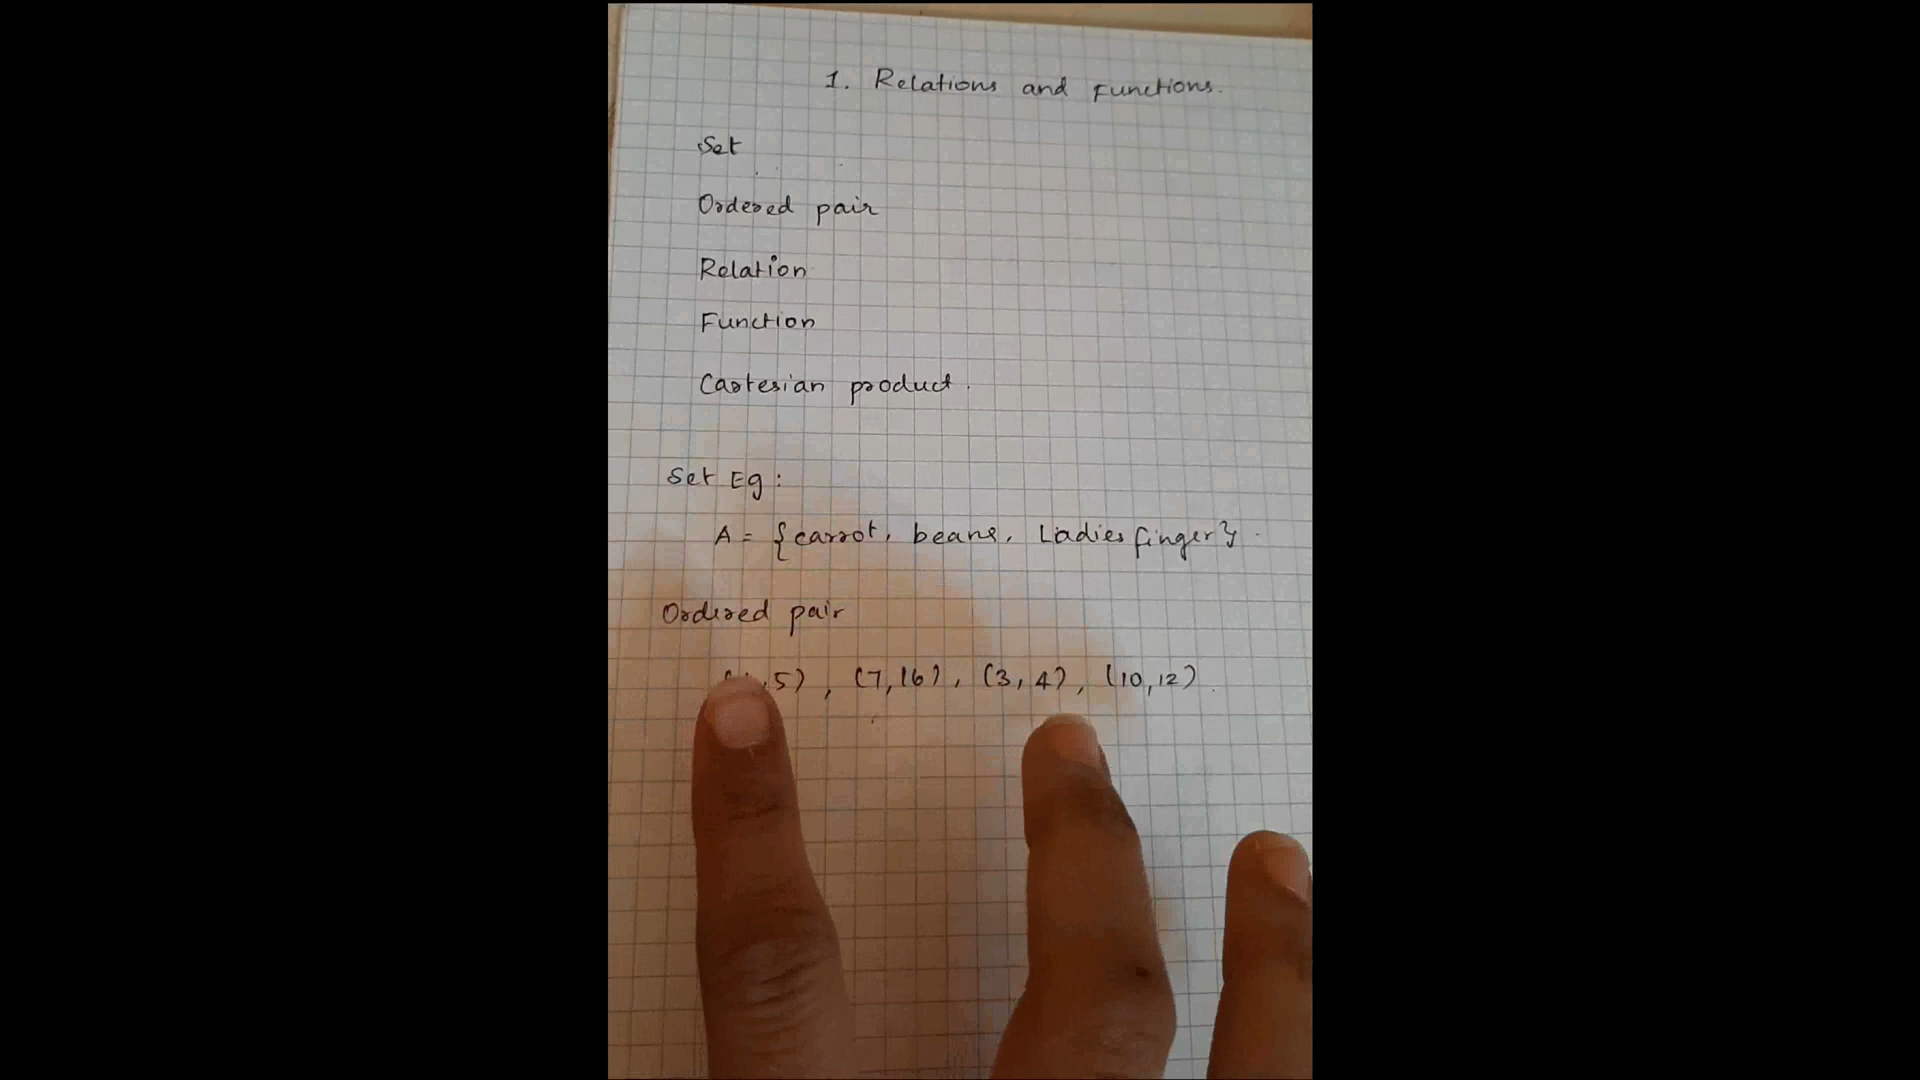 1. Relations and Functions.
Set
Ordered pair
Relation
Function
Cartesian product.
Set Eg:
A = {carrot, beans, Ladies finger}
Ordered pair
,5), (7,16), (3,4), (10,12)